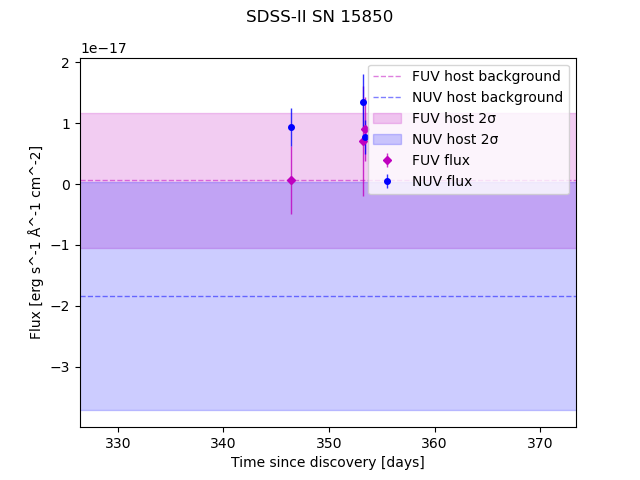 SDSS-II SN 15850
1e−17
2
1
0
−1
−2
−3
Flux [erg s^-1 Å^-1 cm^-2]
FUV host background
NUV host background
FUV host 2σ
NUV host 2σ
FUV flux
NUV flux
330 340 350 360 370
Time since discovery [days]